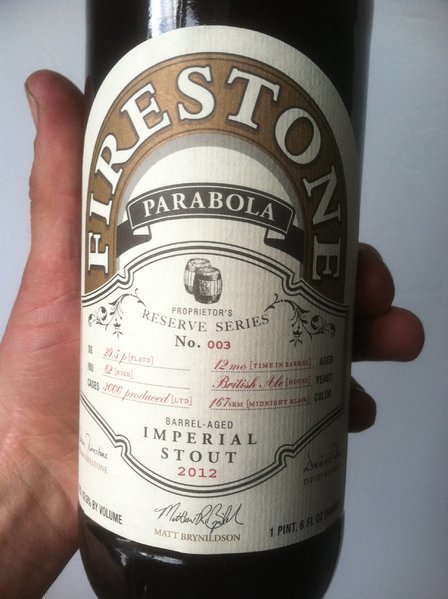 FIRESTONE
PARABOLA
PROPRIETOR'S
RESERVE SERIES
No. 003
OG 23.5 p [PLATO] 12 mo [TIME IN BARREL] AGED
IBU 82 [HIGH] British Ale [HOUSE] YEAST
CASES 3000 produced [LTD] 167 SRM [MIDNIGHT BLACK] COLOR
BARREL-AGED
IMPERIAL
STOUT
2012
BY VOLUME
MATT BRYNILDSON
1 PINT, 6 FL OZ